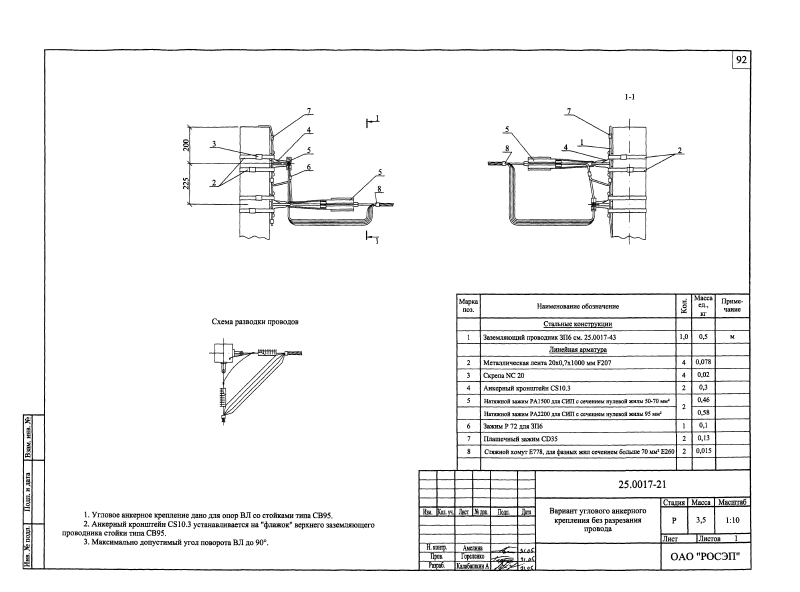 92
1-1
7
1
4
3
5
6
2
5
8
1
200
225
7
5
1
4
8
2
Схема разводки проводов
Марка поз. Наименование обозначение Кол. Масса ед., кг Приме-чание
Стальные конструкции
1 Заземляющий проводник ЗП6 см. 25.0017-43 1,0 0,5 м
Линейная арматура
2 Металлическая лента 20х0,7х1000 мм F207 4 0,078
3 Скрепа NC 20 4 0,02
4 Анкерный кронштейн CS10.3 2 0,3
5 Натяжной зажим РА1500 для СИП с сечением нулевой жилы 50-70 мм² 2 0,46
Натяжной зажим РА2200 для СИП с сечением нулевой жилы 95 мм² 0,58
6 Зажим Р 72 для ЗП6 1 0,1
7 Плашечный зажим CD35 2 0,13
8 Стяжной хомут Е778, для фазных жил сечением больше 70 мм² Е260 2 0,015
1. Угловое анкерное крепление дано для опор ВЛ со стойками типа СВ95.
2. Анкерный кронштейн CS10.3 устанавливается на "флажок" верхнего заземляющего
проводника стойки типа СВ95.
3. Максимально допустимый угол поворота ВЛ до 90°.
25.0017-21
Изм. Кол. уч. Лист № док. Подп. Дата
Вариант углового анкерного
крепления без разрезания
провода
Стадия Масса Масштаб
Р 3,5 1:10
Лист Листов 1
Н. контр. Амелина
Пров. Гореленко
Разраб. Калабашкин А
ОАО "РОСЭП"
Взам. инв. №
Подп. и дата
Инв. № подл.